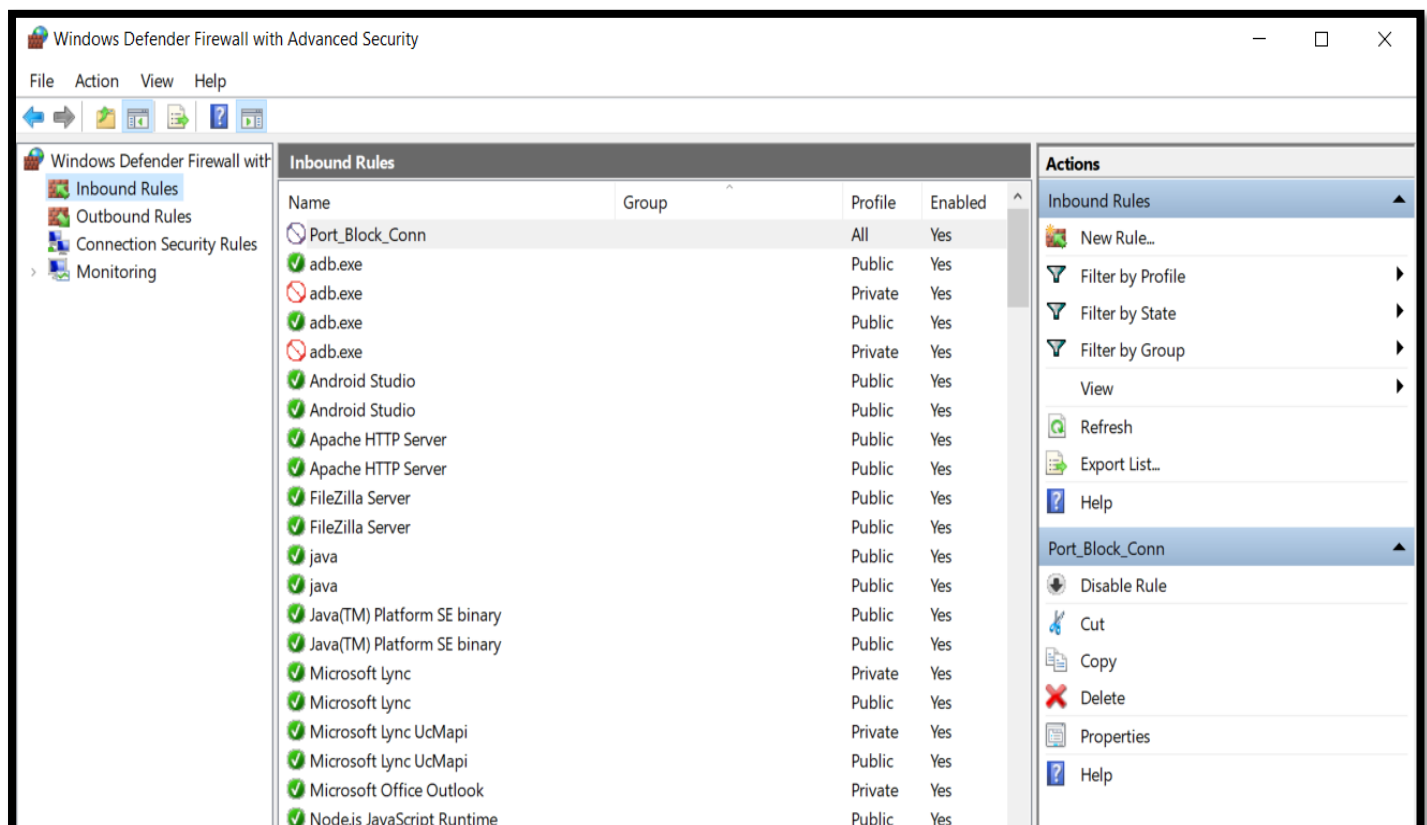 Windows Defender Firewall with Advanced Security
File Action View Help
Windows Defender Firewall with
Inbound Rules
Outbound Rules
Connection Security Rules
Monitoring
Inbound Rules
Name Group Profile Enabled
Port_Block_Conn All Yes
adb.exe Public Yes
adb.exe Private Yes
adb.exe Public Yes
adb.exe Private Yes
Android Studio Public Yes
Android Studio Public Yes
Apache HTTP Server Public Yes
Apache HTTP Server Public Yes
FileZilla Server Public Yes
FileZilla Server Public Yes
java Public Yes
java Public Yes
Java(TM) Platform SE binary Public Yes
Java(TM) Platform SE binary Public Yes
Microsoft Lync Private Yes
Microsoft Lync Public Yes
Microsoft Lync UcMapi Private Yes
Microsoft Lync UcMapi Public Yes
Microsoft Office Outlook Private Yes
Node.js JavaScript Runtime Public Yes
Actions
Inbound Rules
New Rule...
Filter by Profile
Filter by State
Filter by Group
View
Refresh
Export List...
Help
Port_Block_Conn
Disable Rule
Cut
Copy
Delete
Properties
Help